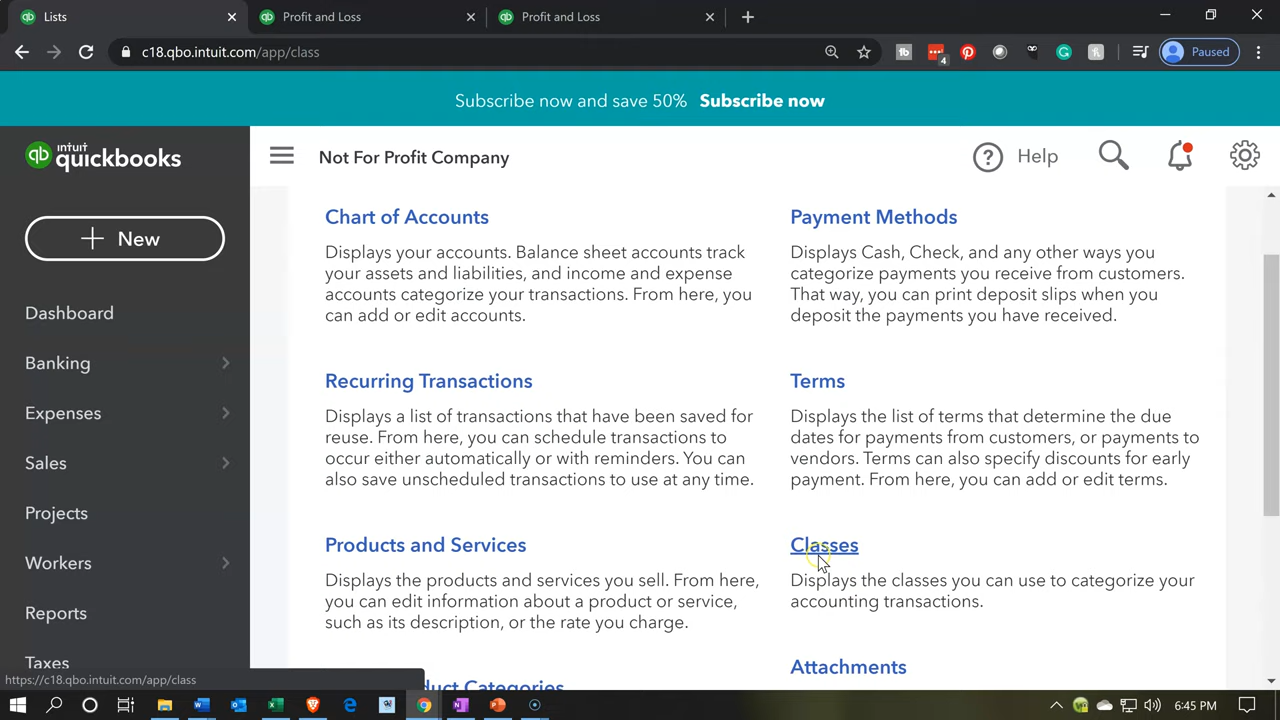 Lists
Profit and Loss
Profit and Loss
c18.qbo.intuit.com/app/class
4
Paused
Subscribe now and save 50% Subscribe now
intuit
quickbooks
Not For Profit Company
Help
New
Dashboard
Banking
Expenses
Sales
Projects
Workers
Reports
Taxes
Chart of Accounts
Displays your accounts. Balance sheet accounts track
your assets and liabilities, and income and expense
accounts categorize your transactions. From here, you
can add or edit accounts.
Recurring Transactions
Displays a list of transactions that have been saved for
reuse. From here, you can schedule transactions to
occur either automatically or with reminders. You can
also save unscheduled transactions to use at any time.
Products and Services
Displays the products and services you sell. From here,
you can edit information about a product or service,
such as its description, or the rate you charge.
Categories
Payment Methods
Displays Cash, Check, and any other ways you
categorize payments you receive from customers.
That way, you can print deposit slips when you
deposit the payments you have received.
Terms
Displays the list of terms that determine the due
dates for payments from customers, or payments to
vendors. Terms can also specify discounts for early
payment. From here, you can add or edit terms.
Classes
Displays the classes you can use to categorize your
accounting transactions.
Attachments
https://c18.qbo.intuit.com/app/class
6:45 PM